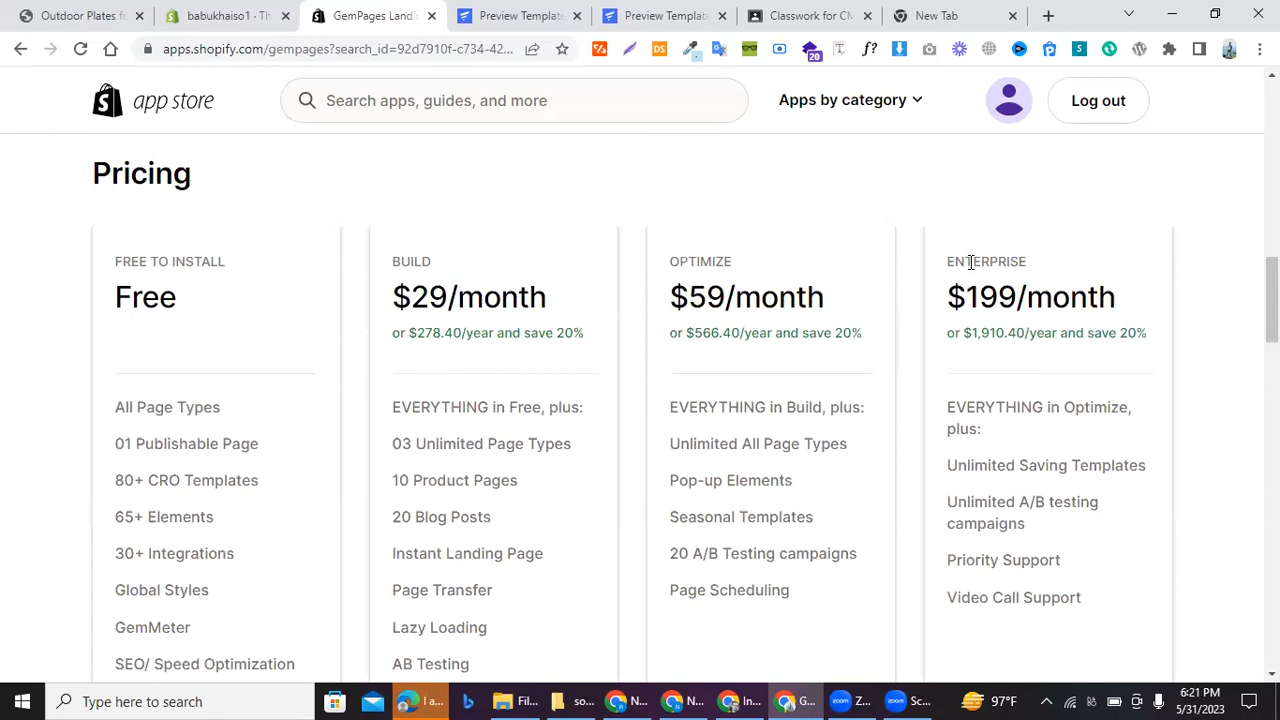 Outdoor Plates f
babukhaiso1 - Th
GemPages Landi
Preview Templat
Preview Templat
Classwork for CM
New Tab
apps.shopify.com/gempages?search_id=92d7910f-c734-42...
20
app store
Search apps, guides, and more
Apps by category
Log out
Pricing
FREE TO INSTALL
Free
All Page Types
01 Publishable Page
80+ CRO Templates
65+ Elements
30+ Integrations
Global Styles
GemMeter
SEO/ Speed Optimization
BUILD
$29/month
or $278.40/year and save 20%
EVERYTHING in Free, plus:
03 Unlimited Page Types
10 Product Pages
20 Blog Posts
Instant Landing Page
Page Transfer
Lazy Loading
AB Testing
OPTIMIZE
$59/month
or $566.40/year and save 20%
EVERYTHING in Build, plus:
Unlimited All Page Types
Pop-up Elements
Seasonal Templates
20 A/B Testing campaigns
Page Scheduling
ENTERPRISE
$199/month
or $1,910.40/year and save 20%
EVERYTHING in Optimize,
plus:
Unlimited Saving Templates
Unlimited A/B testing
campaigns
Priority Support
Video Call Support
Type here to search
I a...
Fil...
so...
N...
N...
In...
G...
Z...
Sc...
97°F
6:21 PM
5/31/2023